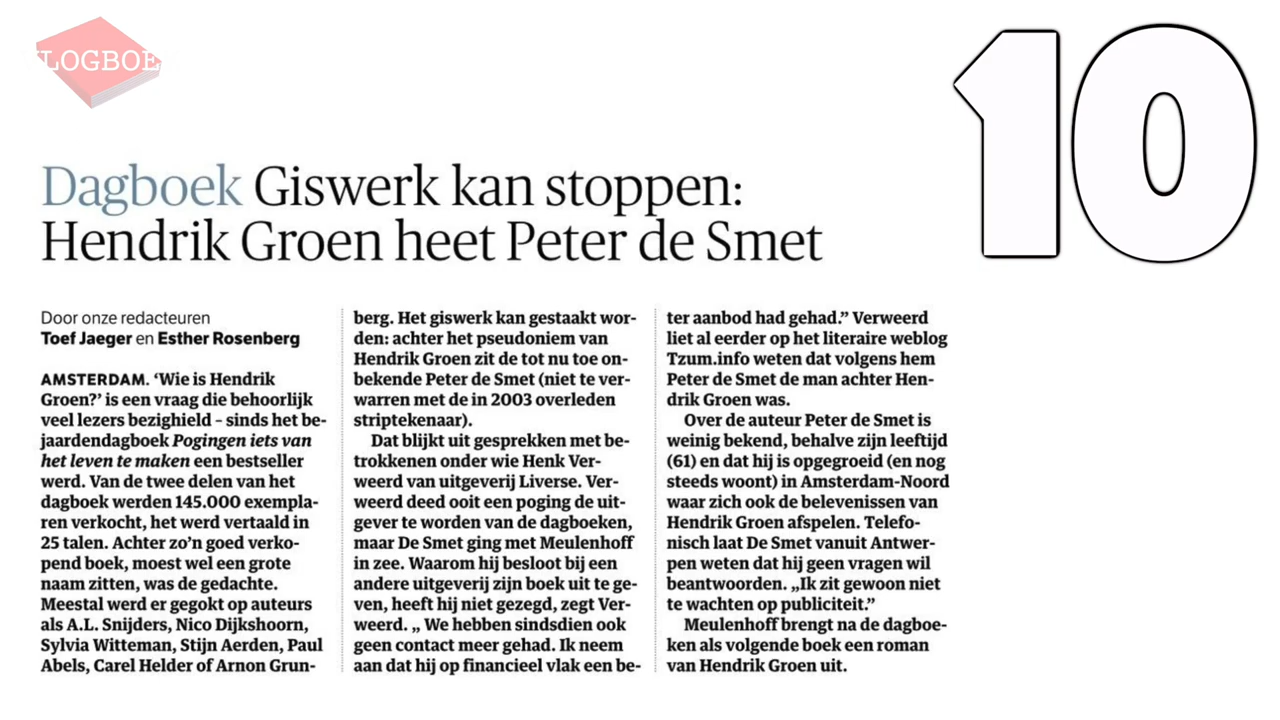 LOGBOE
10
Dagboek Giswerk kan stoppen:
Hendrik Groen heet Peter de Smet
Door onze redacteuren
Toef Jaeger en Esther Rosenberg
AMSTERDAM. ‘Wie is Hendrik
Groen?’ is een vraag die behoorlijk
veel lezers bezighield – sinds het be-
jaardendagboek Pogingen iets van
het leven te maken een bestseller
werd. Van de twee delen van het
dagboek werden 145.000 exempla-
ren verkocht, het werd vertaald in
25 talen. Achter zo’n goed verko-
pend boek, moest wel een grote
naam zitten, was de gedachte.
Meestal werd er gegokt op auteurs
als A.L. Snijders, Nico Dijkshoorn,
Sylvia Witteman, Stijn Aerden, Paul
Abels, Carel Helder of Arnon Grun-
berg. Het giswerk kan gestaakt wor-
den: achter het pseudoniem van
Hendrik Groen zit de tot nu toe on-
bekende Peter de Smet (niet te ver-
warren met de in 2003 overleden
striptekenaar).
Dat blijkt uit gesprekken met be-
trokkenen onder wie Henk Ver-
weerd van uitgeverij Liverse. Ver-
weerd deed ooit een poging de uit-
gever te worden van de dagboeken,
maar De Smet ging met Meulenhoff
in zee. Waarom hij besloot bij een
andere uitgeverij zijn boek uit te ge-
ven, heeft hij niet gezegd, zegt Ver-
weerd. „ We hebben sindsdien ook
geen contact meer gehad. Ik neem
aan dat hij op financieel vlak een be-
ter aanbod had gehad.” Verweerd
liet al eerder op het literaire weblog
Tzum.info weten dat volgens hem
Peter de Smet de man achter Hen-
drik Groen was.
Over de auteur Peter de Smet is
weinig bekend, behalve zijn leeftijd
(61) en dat hij is opgegroeid (en nog
steeds woont) in Amsterdam-Noord
waar zich ook de belevenissen van
Hendrik Groen afspelen. Telefo-
nisch laat De Smet vanuit Antwer-
pen weten dat hij geen vragen wil
beantwoorden. „Ik zit gewoon niet
te wachten op publiciteit.”
Meulenhoff brengt na de dagboe-
ken als volgende boek een roman
van Hendrik Groen uit.